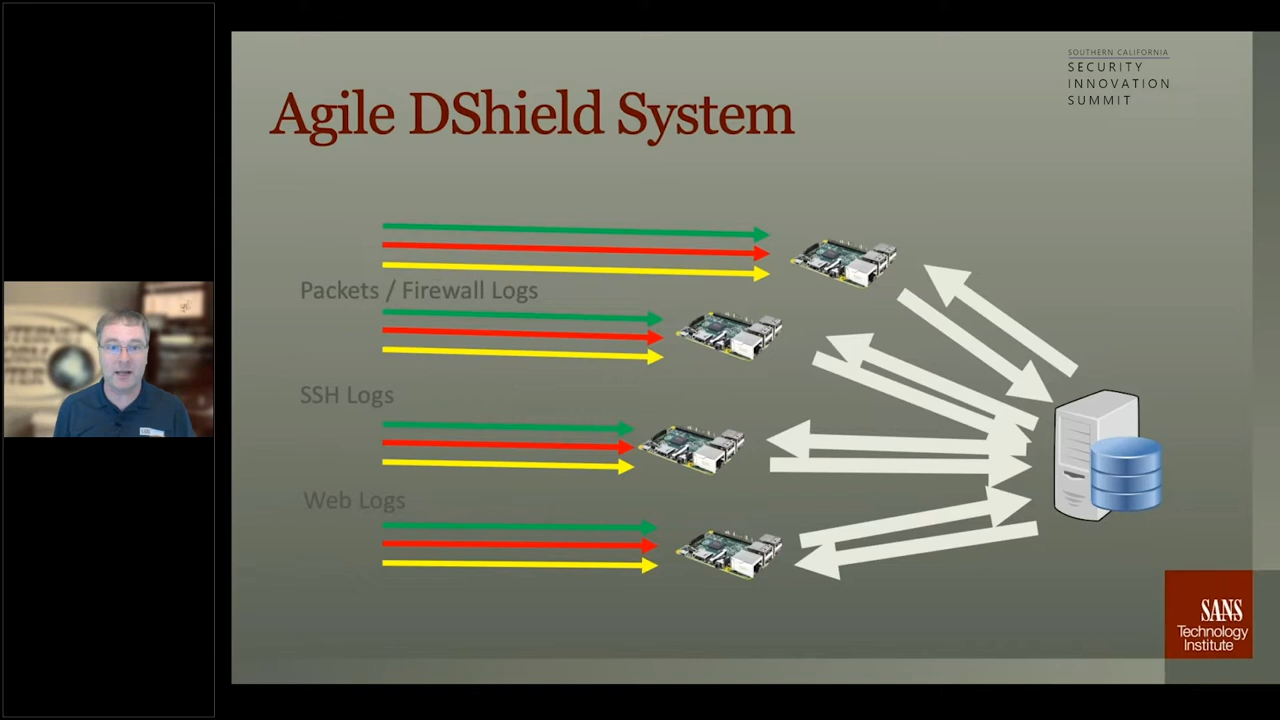 SOUTHERN CALIFORNIA
SECURITY
INNOVATION
SUMMIT
Agile DShield System
Packets / Firewall Logs
SSH Logs
Web Logs
SANS
Technology
Institute